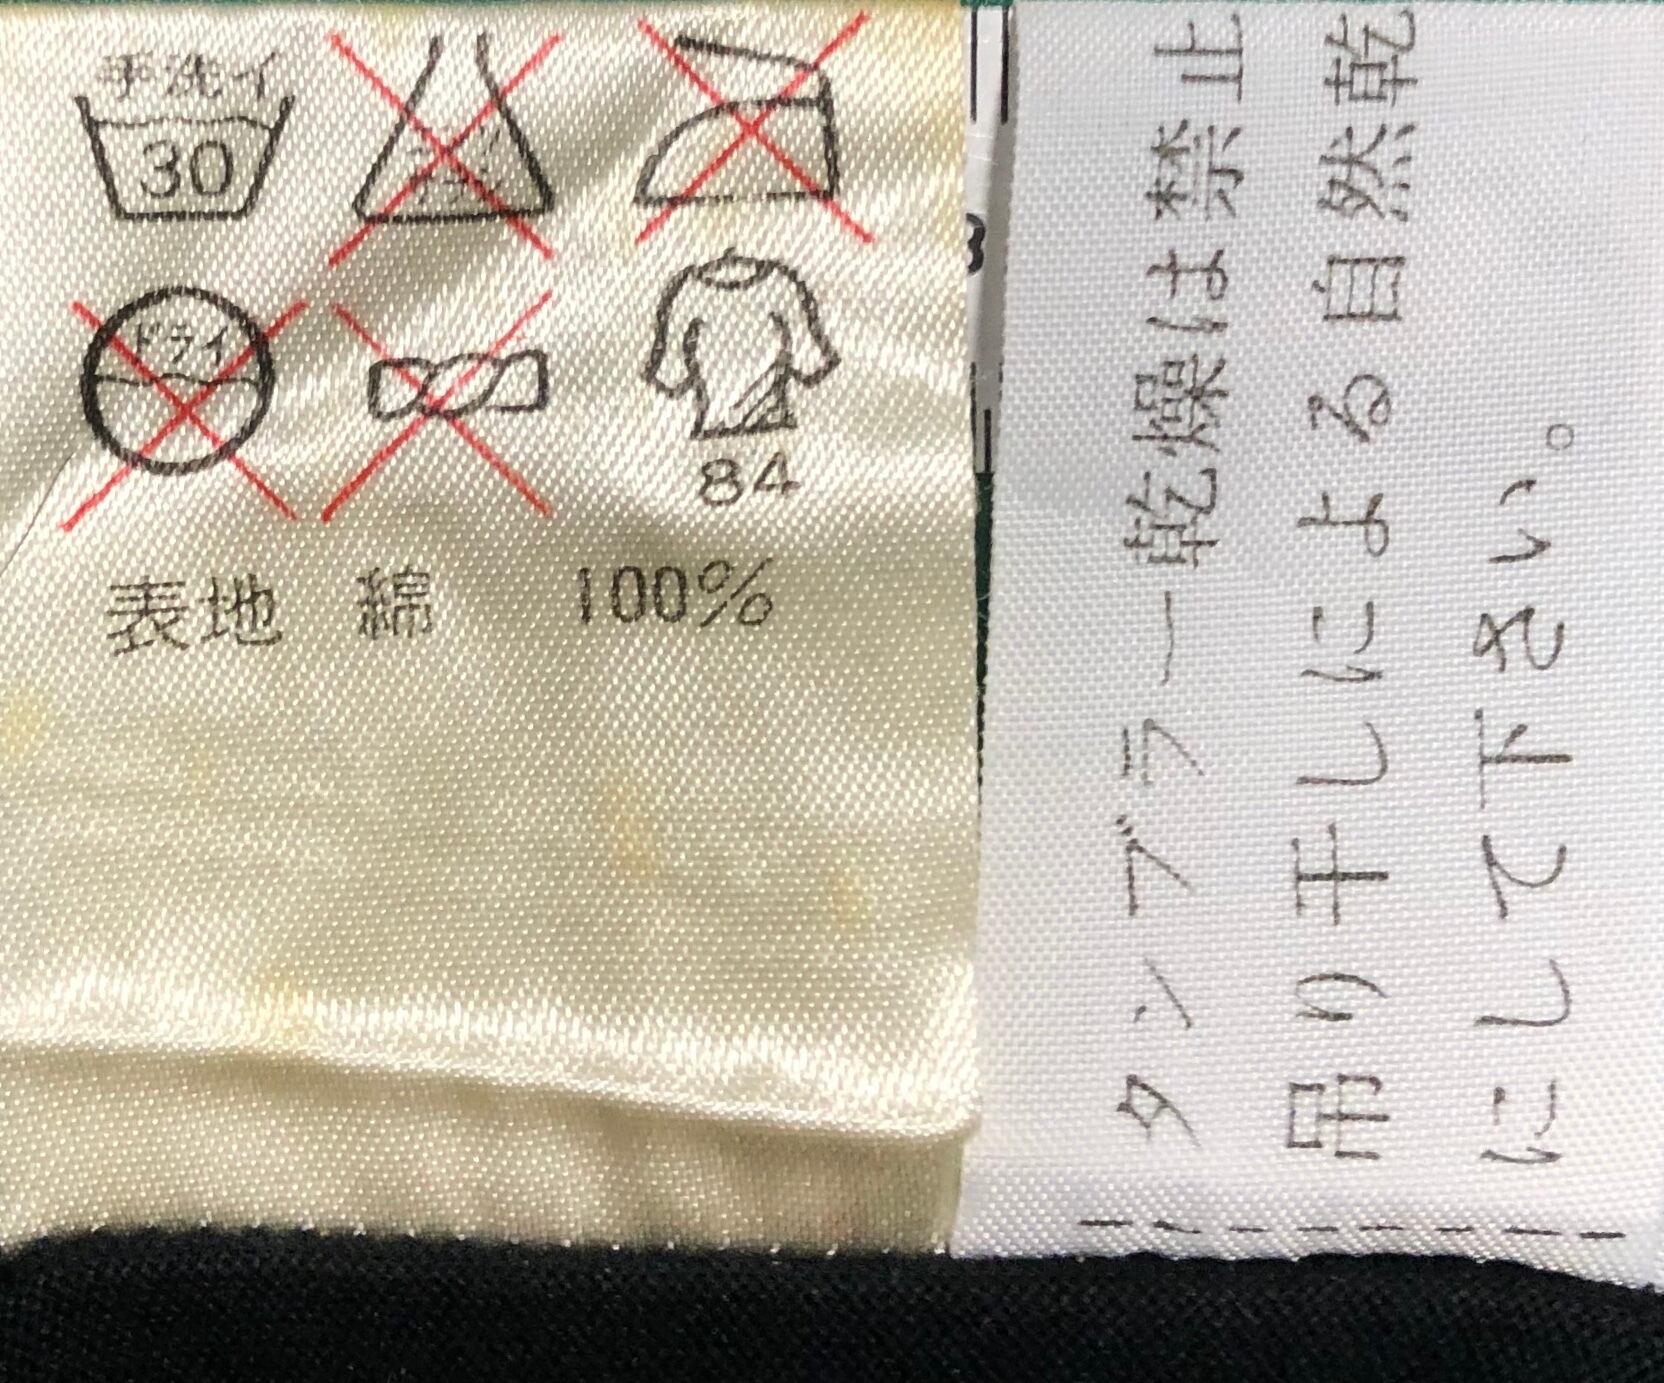 手洗イ
30
ドライ
84
表地 綿 100%
タンブラー乾燥は禁止
吊り干しによる自然乾
にして下さい。